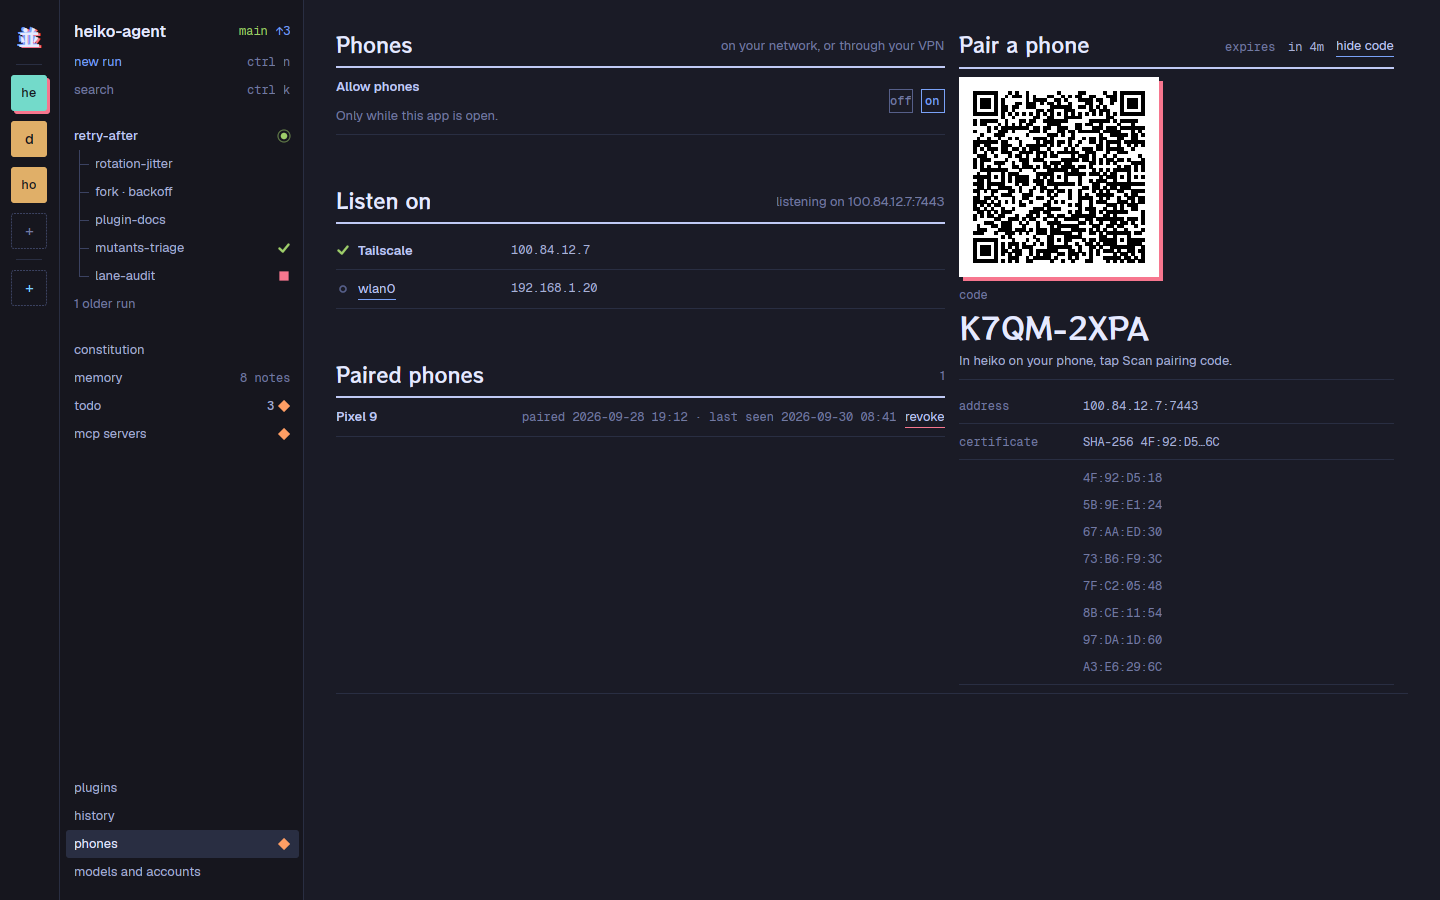 heiko-agent main ↑3
new run ctrl n
search ctrl k
he
d
ho
+
+
retry-after
rotation-jitter
fork · backoff
plugin-docs
mutants-triage
lane-audit
1 older run
constitution
memory 8 notes
todo 3
mcp servers
plugins
history
phones
models and accounts
Phones on your network, or through your VPN
Allow phones
Only while this app is open.
off on
Listen on listening on 100.84.12.7:7443
Tailscale 100.84.12.7
wlan0 192.168.1.20
Paired phones 1
Pixel 9 paired 2026-09-28 19:12 · last seen 2026-09-30 08:41 revoke
Pair a phone expires in 4m hide code
code
K7QM-2XPA
In heiko on your phone, tap Scan pairing code.
address 100.84.12.7:7443
certificate SHA-256 4F:92:D5…6C
4F:92:D5:18
5B:9E:E1:24
67:AA:ED:30
73:B6:F9:3C
7F:C2:05:48
8B:CE:11:54
97:DA:1D:60
A3:E6:29:6C